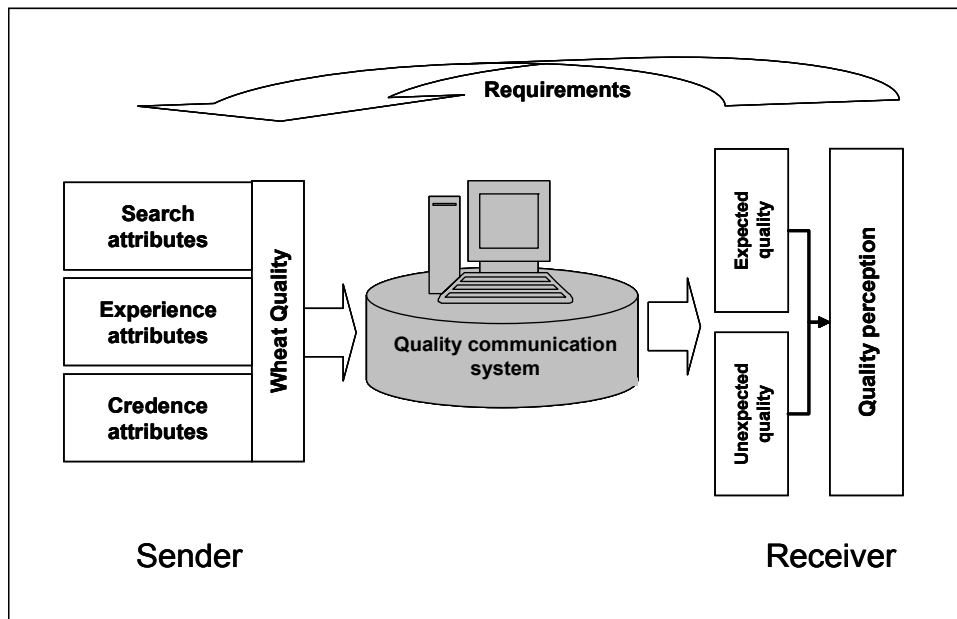 Requirements
Search
attributes
Experience
attributes
Credence
attributes
Wheat Quality
Quality communication
system
Expected
quality
Unexpected
quality
Quality perception
Sender
Receiver